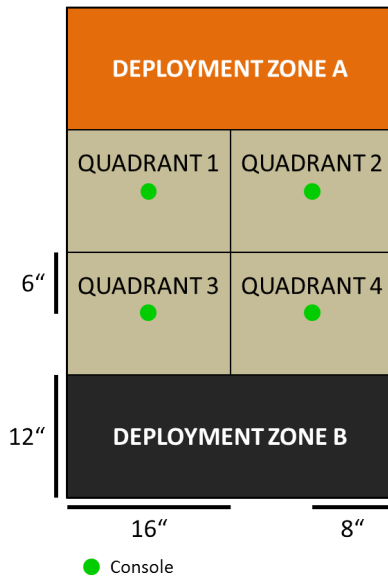 DEPLOYMENT ZONE A
QUADRANT 1
QUADRANT 2
6“
QUADRANT 3
QUADRANT 4
12“
DEPLOYMENT ZONE B
16“
8“
Console